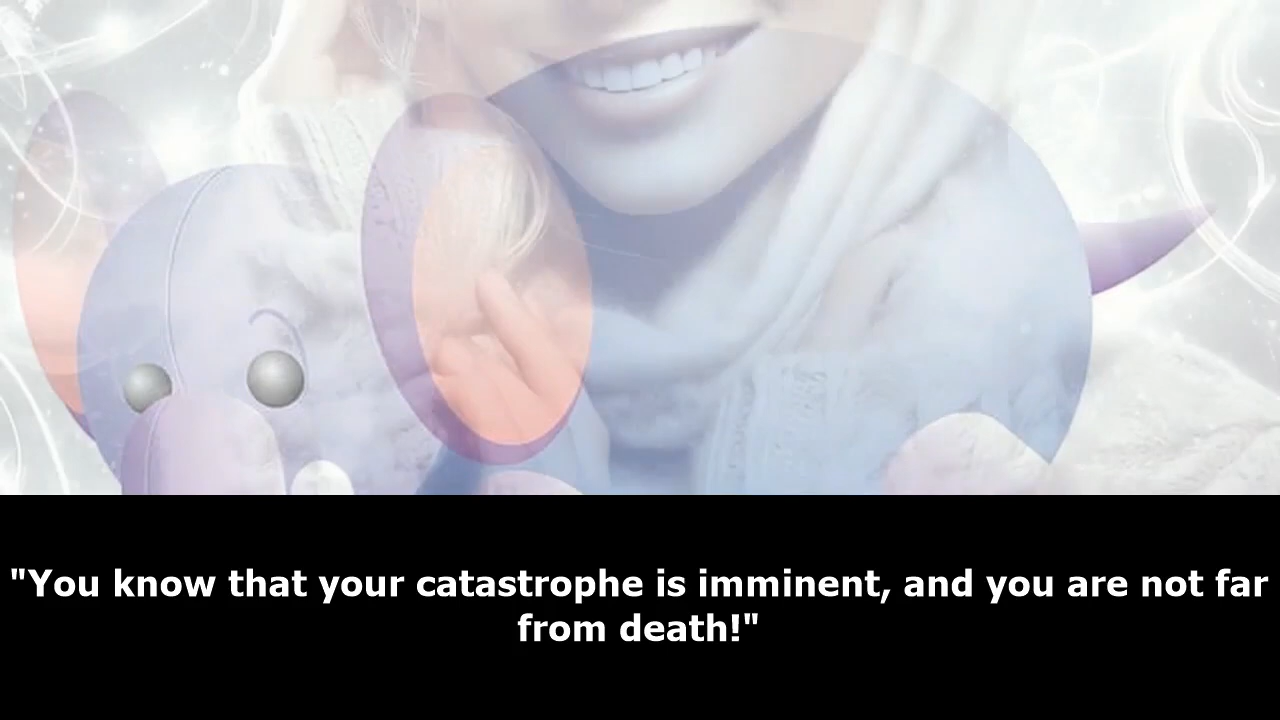 "You know that your catastrophe is imminent, and you are not far
from death!"